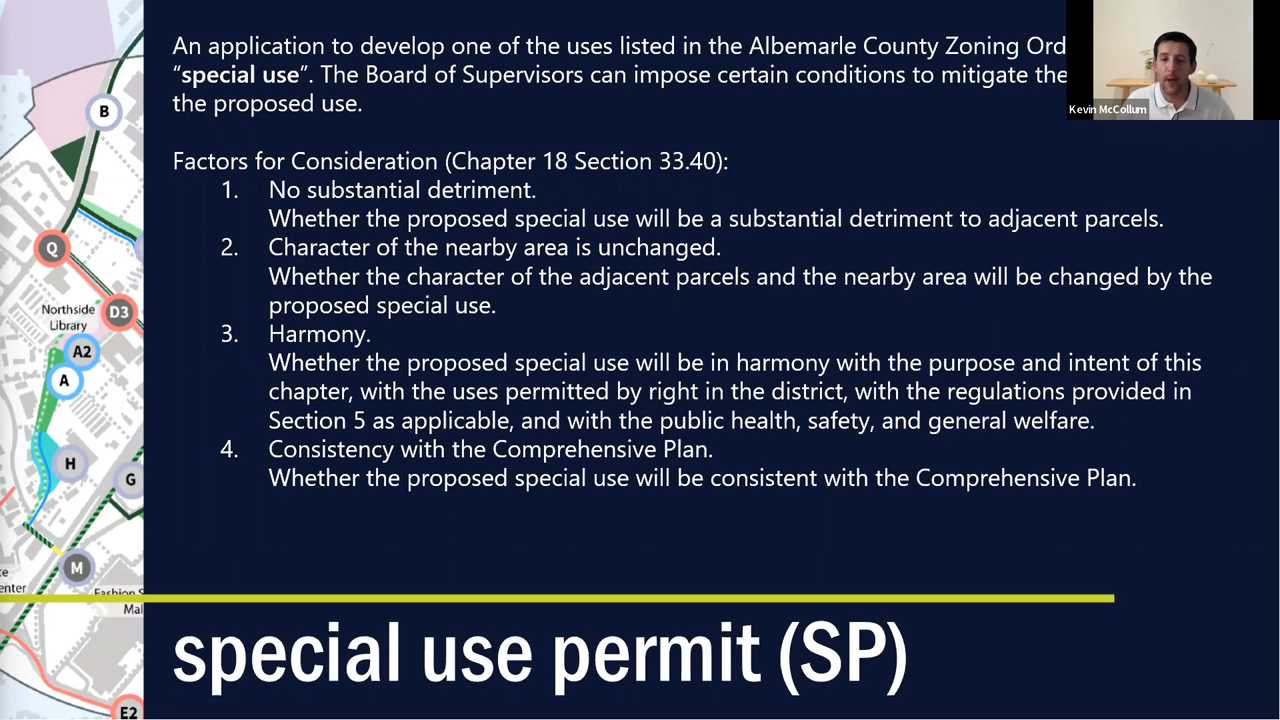 An application to develop one of the uses listed in the Albemarle County Zoning Ord
“special use”. The Board of Supervisors can impose certain conditions to mitigate the
the proposed use.
Factors for Consideration (Chapter 18 Section 33.40):
1. No substantial detriment.
Whether the proposed special use will be a substantial detriment to adjacent parcels.
2. Character of the nearby area is unchanged.
Whether the character of the adjacent parcels and the nearby area will be changed by the
proposed special use.
3. Harmony.
Whether the proposed special use will be in harmony with the purpose and intent of this
chapter, with the uses permitted by right in the district, with the regulations provided in
Section 5 as applicable, and with the public health, safety, and general welfare.
4. Consistency with the Comprehensive Plan.
Whether the proposed special use will be consistent with the Comprehensive Plan.
special use permit (SP)
Kevin McCollum
B
Q
D3
Northside
Library
A2
A
H
G
M
enter
Fashion S
Mal
E2